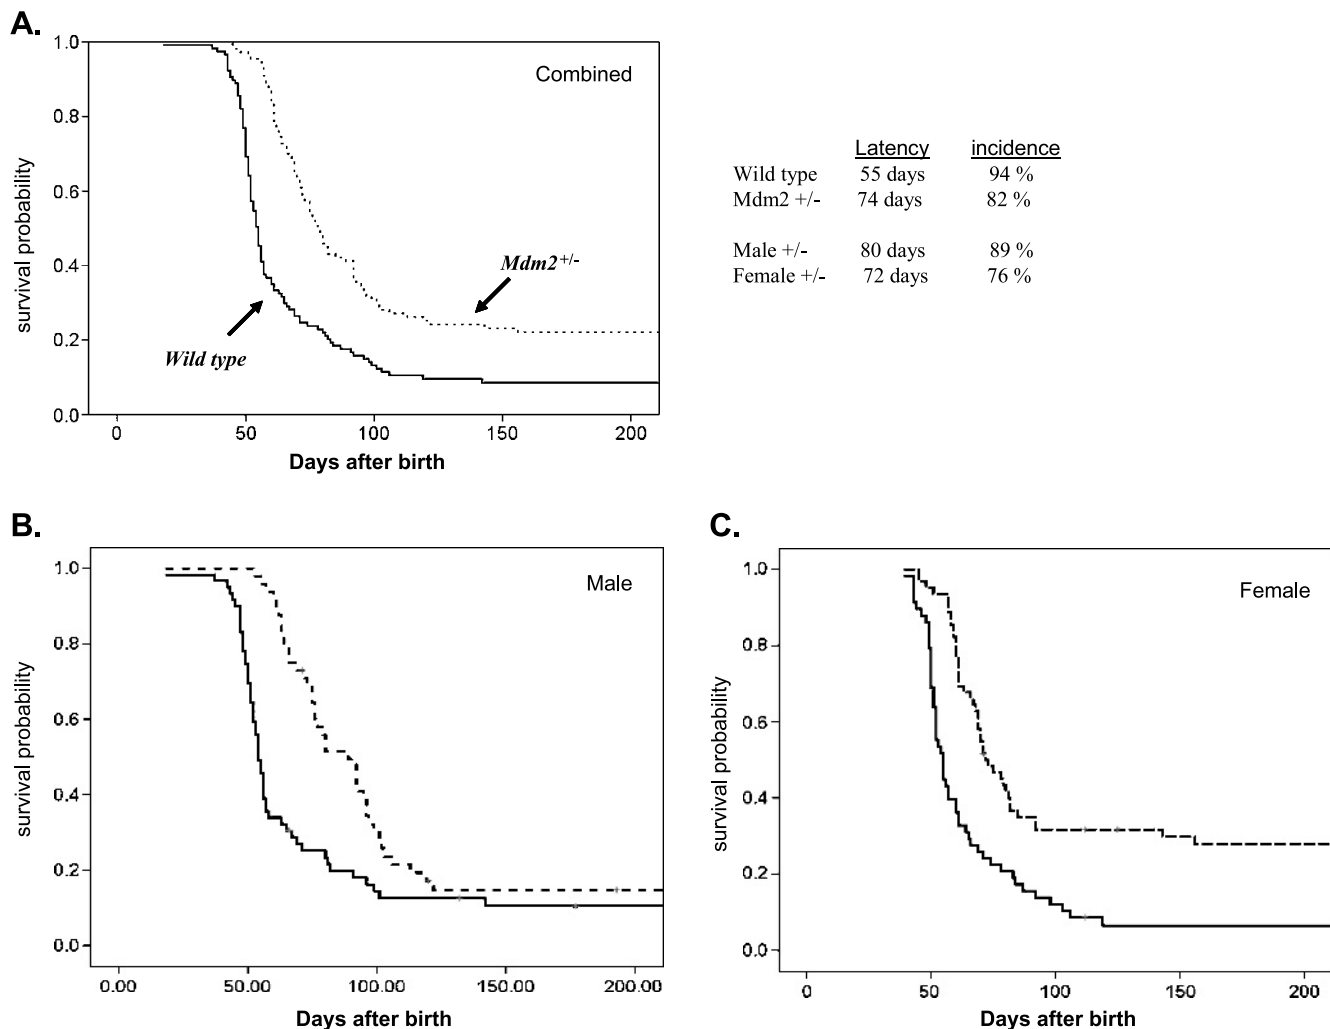 A.
Combined
1.0
0.8
0.6
0.4
0.2
0.0
survival probability
Wild type
Mdm2+/-
0 50 100 150 200
Days after birth
Latency incidence
Wild type 55 days 94 %
Mdm2 +/- 74 days 82 %
Male +/- 80 days 89 %
Female +/- 72 days 76 %
B.
Male
1.0
0.8
0.6
0.4
0.2
0.0
survival probability
0.00 50.00 100.00 150.00 200.00
Days after birth
C.
Female
1.0
0.8
0.6
0.4
0.2
0.0
survival probability
0 50 100 150 200
Days after birth